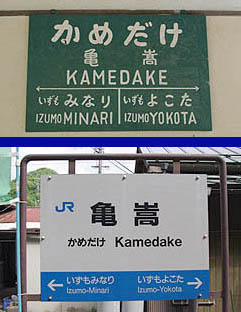 かめだけ
亀嵩
KAMEDAKE
いずもみなり いずもよこた
IZUMO MINARI IZUMO YOKOTA
JR 亀嵩
かめだけ Kamedake
いずもみなり いずもよこた
Izumo-Minari Izumo-Yokota